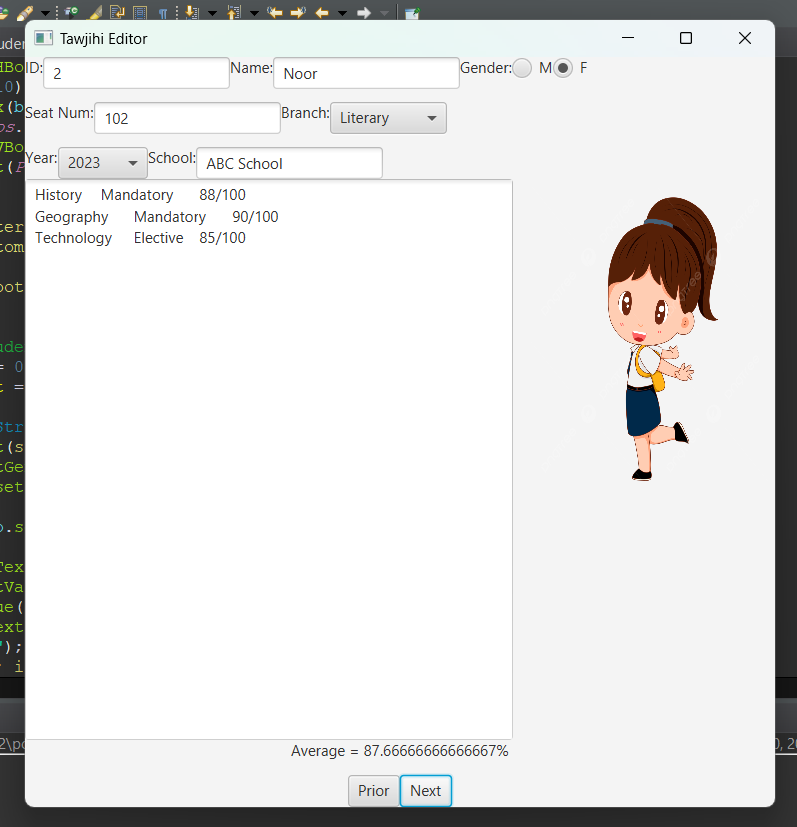 Tawjihi Editor
ID: 2 Name: Noor Gender: M F
Seat Num: 102 Branch: Literary
Year: 2023 School: ABC School
History Mandatory 88/100
Geography Mandatory 90/100
Technology Elective 85/100
Average = 87.66666666666667%
Prior Next